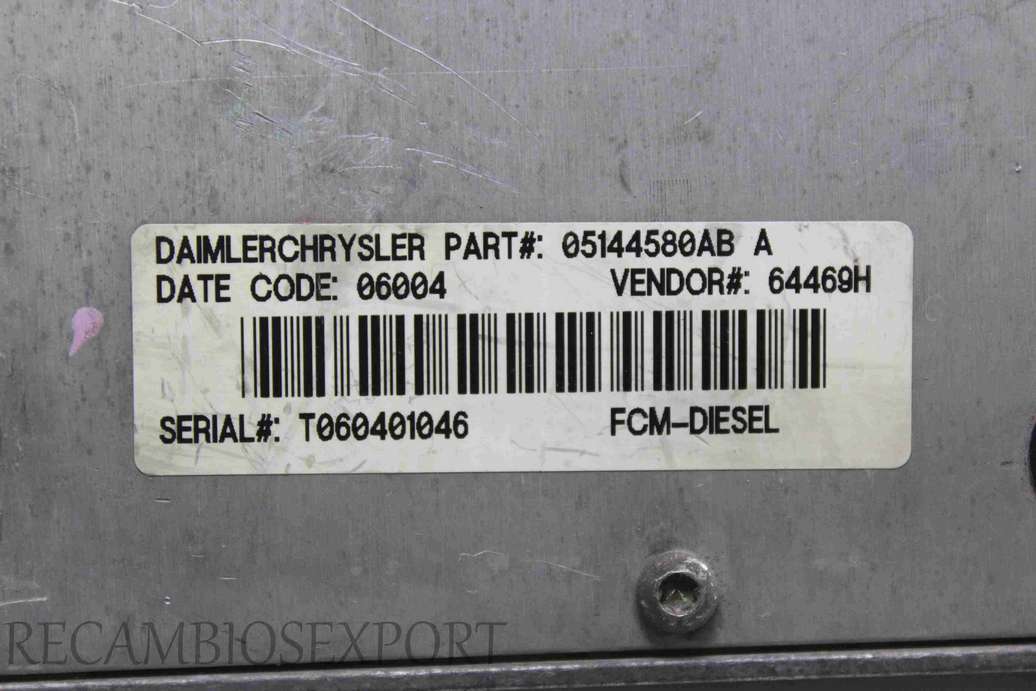 DAIMLERCHRYSLER PART#: 05144580AB A
DATE CODE: 06004 VENDOR#: 64469H
SERIAL#: T060401046 FCM-DIESEL
RECAMBIOSEXPORT